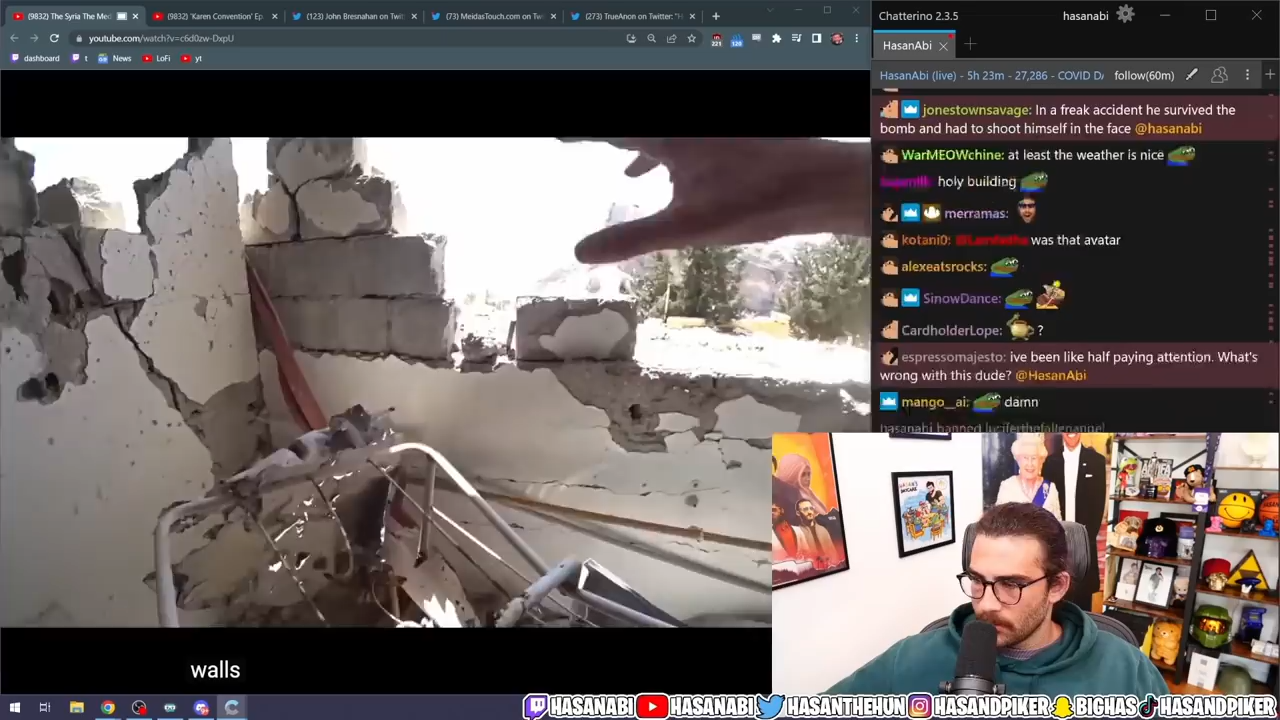 (9832) The Syria The Med
(9832) 'Karen Convention' Ep
(123) John Bresnahan on Twit
(73) MeidasTouch.com on Tw
(273) TrueAnon on Twitter: "H
youtube.com/watch?v=c6d0zw-DxpU
221
120
dashboard
t
News
LoFi
yt
walls
Chatterino 2.3.5
hasanabi
HasanAbi
HasanAbi (live) - 5h 23m - 27,286 - COVID DA
follow(60m)
jonestownsavage: In a freak accident he survived the
bomb and had to shoot himself in the face @hasanabi
WarMEOWchine: at least the weather is nice
holy building
merramas:
kotani0: was that avatar
alexeatsrocks:
SinowDance:
CardholderLope: ?
espressomajesto: ive been like half paying attention. What's
wrong with this dude? @HasanAbi
mango__ai: damn
hasanabi banned
HASANABI HASANABI HASANTHEHUN HASANDPIKER BIGHAS HASANDPIKER